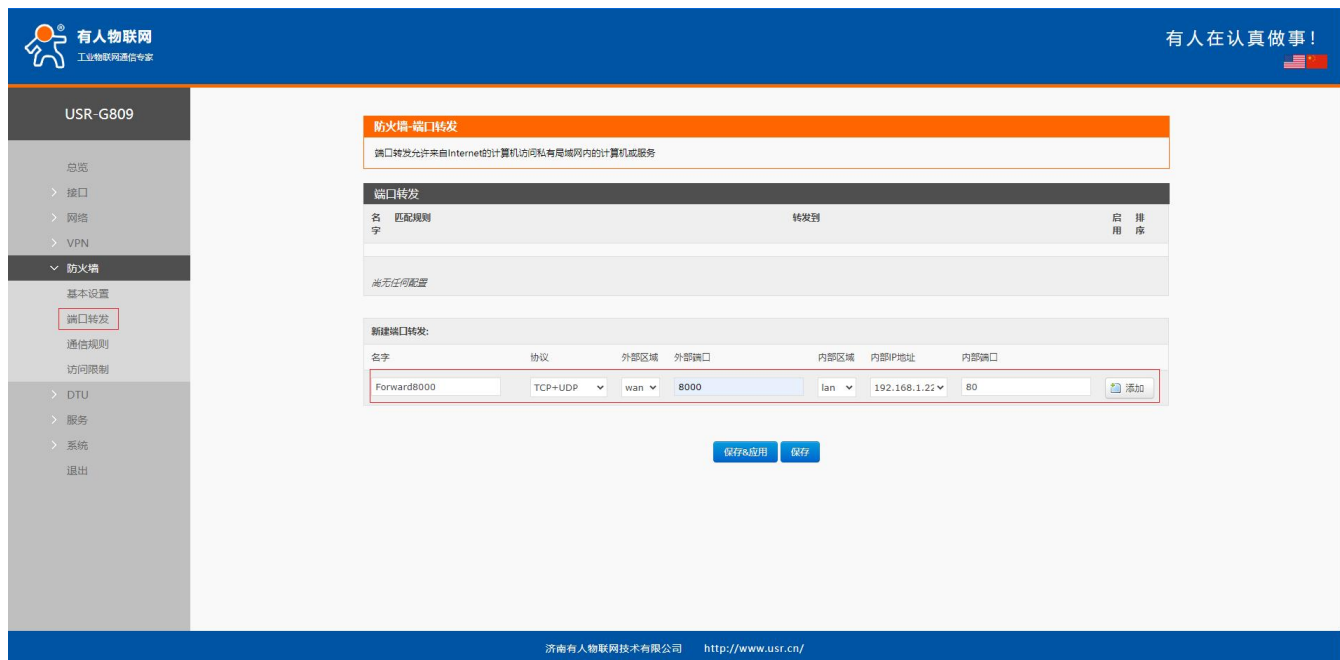 有人物联网
工业物联网通信专家
有人在认真做事！
USR-G809
总览
接口
网络
VPN
防火墙
基本设置
端口转发
通信规则
访问限制
DTU
服务
系统
退出
防火墙-端口转发
端口转发允许来自Internet的计算机访问私有局域网内的计算机或服务
端口转发
名字 匹配规则 转发到 启用 排序
尚无任何配置
新建端口转发:
名字 协议 外部区域 外部端口 内部区域 内部IP地址 内部端口
Forward8000 TCP+UDP wan 8000 lan 192.168.1.22 80 添加
保存&应用 保存
济南有人物联网技术有限公司 http://www.usr.cn/